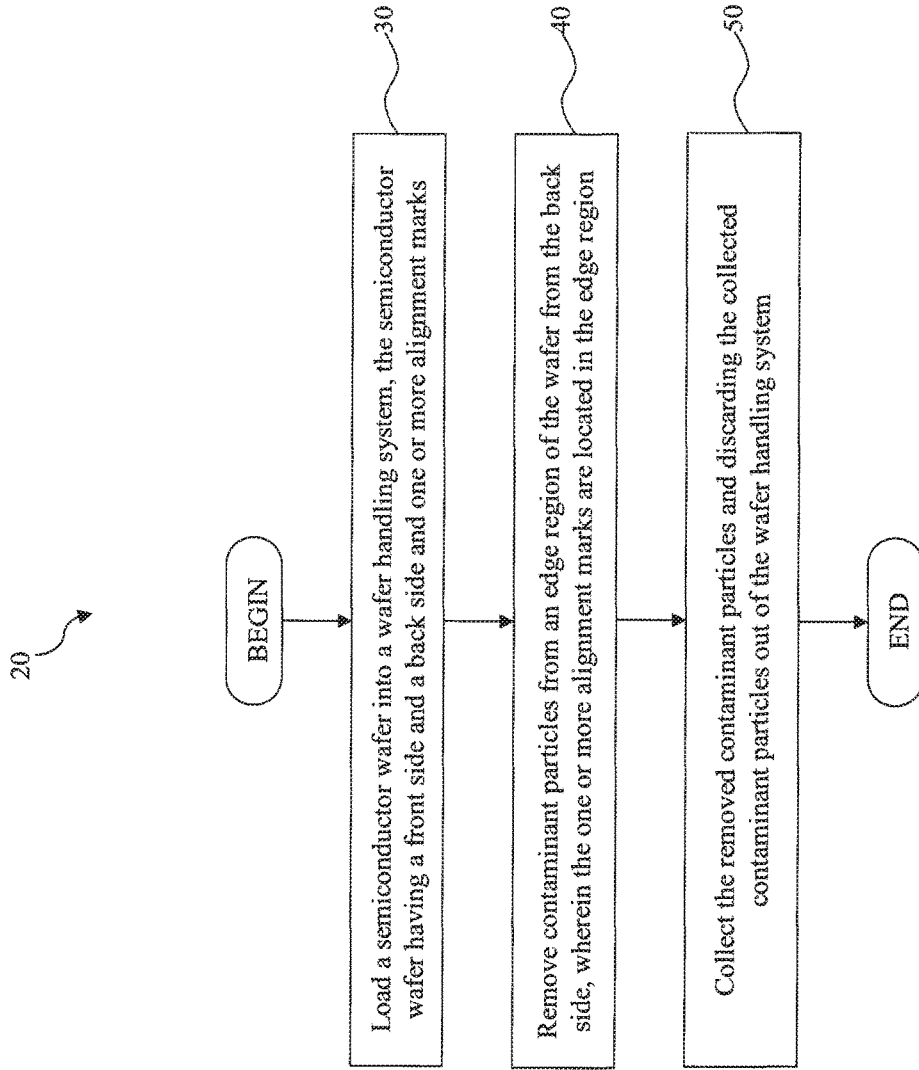 20
BEGIN
Load a semiconductor wafer into a wafer handling system, the semiconductor
wafer having a front side and a back side and one or more alignment marks
30
Remove contaminant particles from an edge region of the wafer from the back
side, wherein the one or more alignment marks are located in the edge region
40
Collect the removed contaminant particles and discarding the collected
contaminant particles out of the wafer handling system
50
END